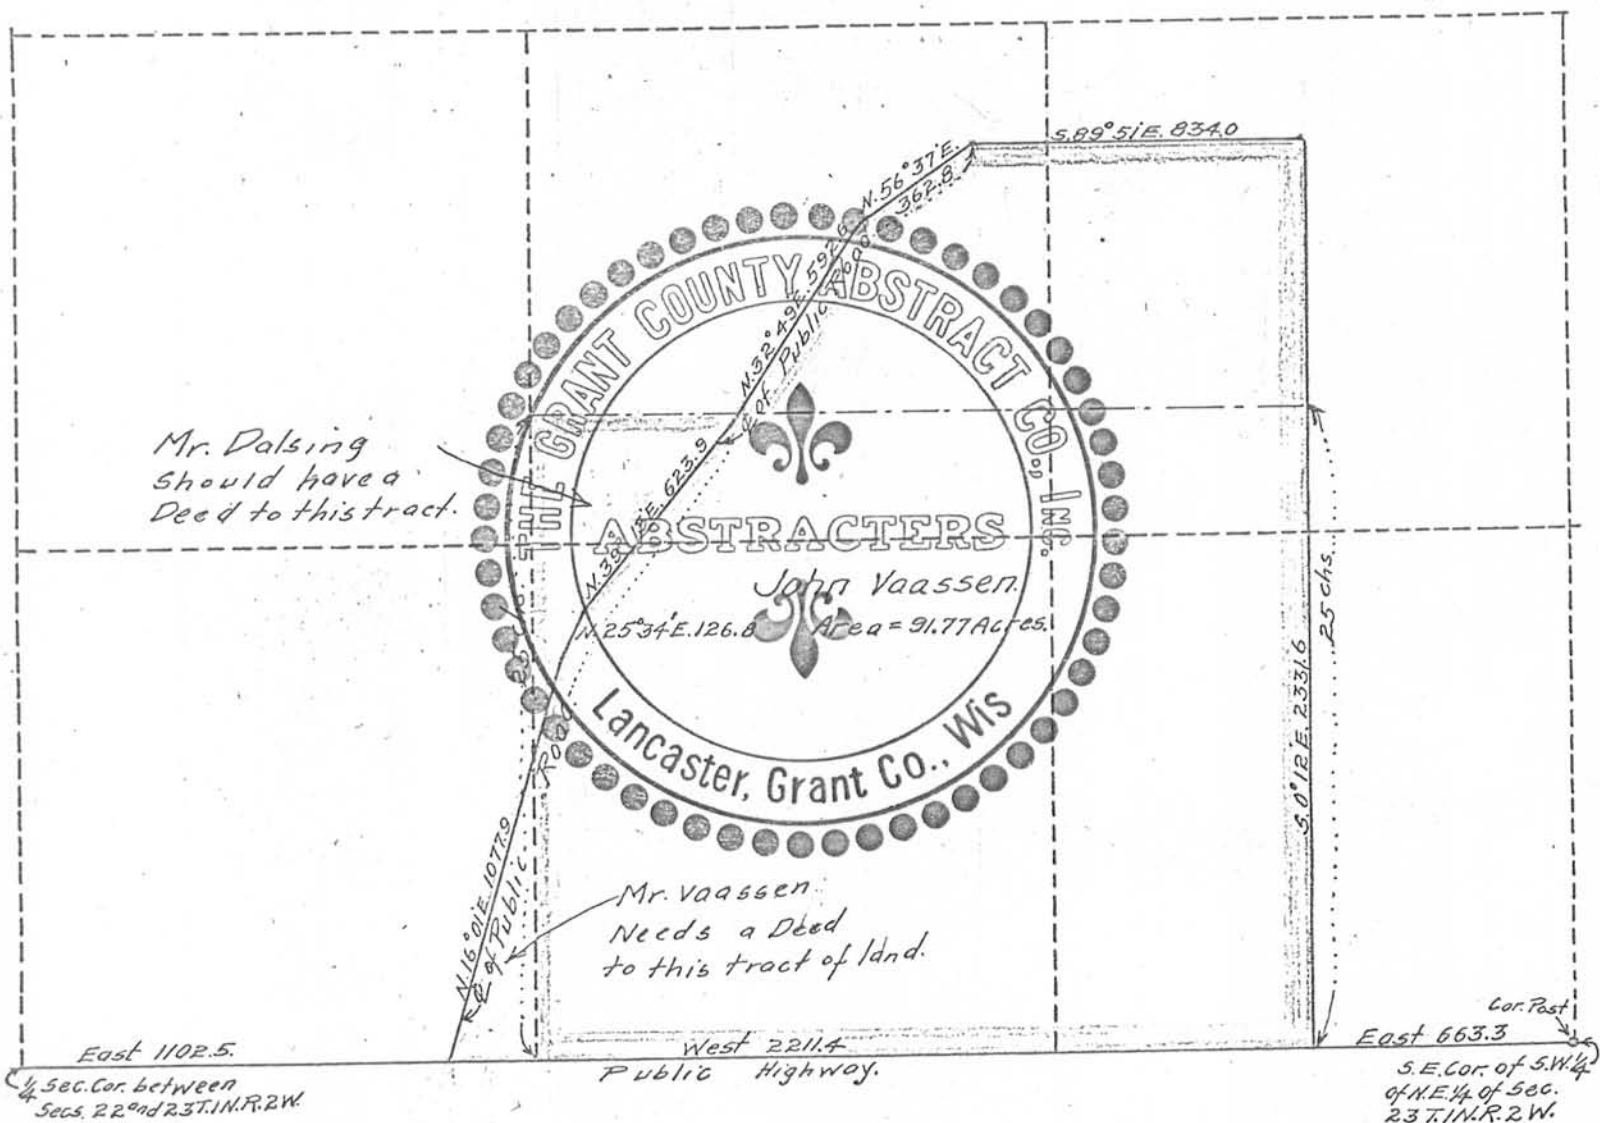 S.89°51'E. 834.0
N.56°37'E.
362.8
N.32°49'E. 592.6
℄ of Public Road
THE GRANT COUNTY ABSTRACT CO., INC.
Mr. Dalsing
should have a
Deed to this tract.
623.9
25 chs.
ABSTRACTERS
John Vaassen.
N.25°34'E.126.8
Area = 91.77 Acres.
S.0°12'E. 2331.6
25 chs.
Lancaster, Grant Co., Wis
Mr. Vaassen
Needs a Deed
to this tract of land.
N.16°01'E. 1077.9
℄ of Public Road
Cor. Post
East 1102.5.
West 2211.4
East 663.3
Public Highway.
¼ Sec. Cor. between
Secs. 22 and 23 T.1N.R.2W.
S.E. Cor. of S.W.¼
of N.E.¼ of Sec.
23 T.1N.R.2W.